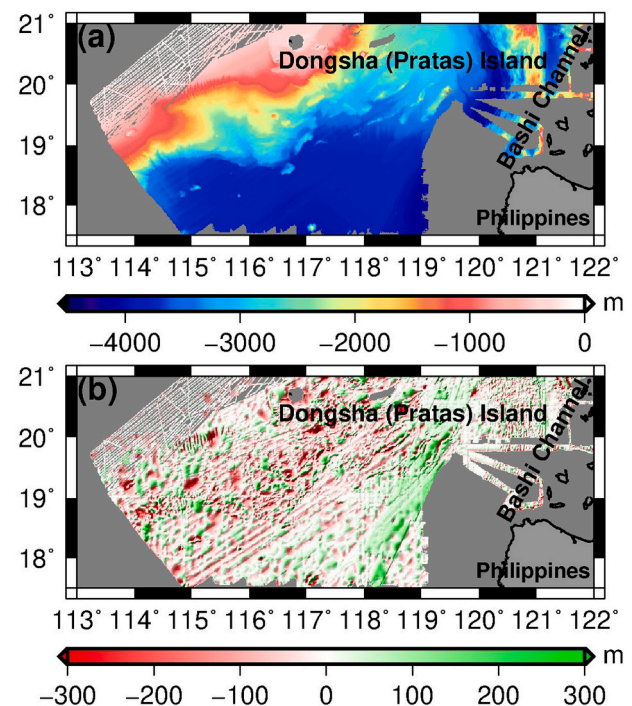 (a)
21°
20°
19°
18°
Dongsha (Pratas) Island
Bashi Channel
Philippines
113° 114° 115° 116° 117° 118° 119° 120° 121° 122°
m
−4000 −3000 −2000 −1000 0
(b)
21°
20°
19°
18°
Dongsha (Pratas) Island
Bashi Channel
Philippines
113° 114° 115° 116° 117° 118° 119° 120° 121° 122°
m
−300 −200 −100 0 100 200 300